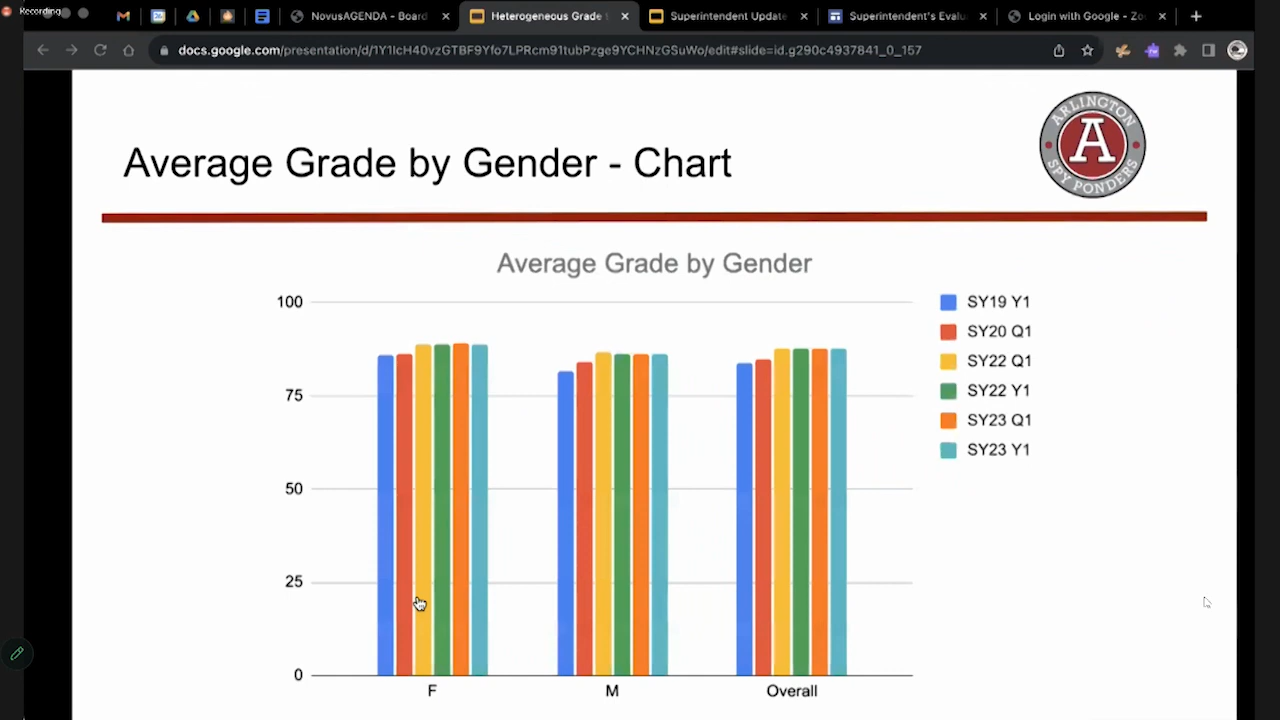 Recording
NovusAGENDA - Board
Heterogeneous Grade
Superintendent Update
Superintendent's Evalu
Login with Google - Zo
docs.google.com/presentation/d/1Y1lcH40vzGTBF9Yfo7LPRcm91tubPzge9YCHNzGSuWo/edit#slide=id.g290c4937841_0_157
ARLINGTON
A
SPY PONDERS
Average Grade by Gender - Chart
Average Grade by Gender
100
75
50
25
0
F
M
Overall
SY19 Y1
SY20 Q1
SY22 Q1
SY22 Y1
SY23 Q1
SY23 Y1